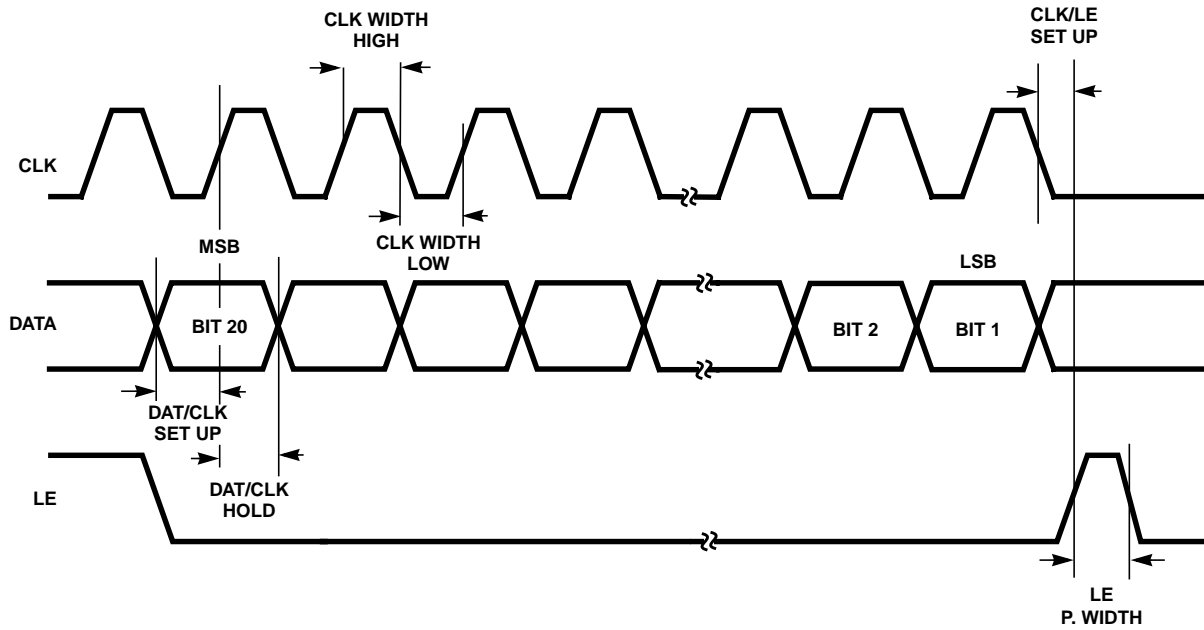 CLK WIDTH
HIGH
CLK/LE
SET UP
CLK
MSB
CLK WIDTH
LOW
LSB
DATA
BIT 20
BIT 2
BIT 1
DAT/CLK
SET UP
DAT/CLK
HOLD
LE
LE
P. WIDTH